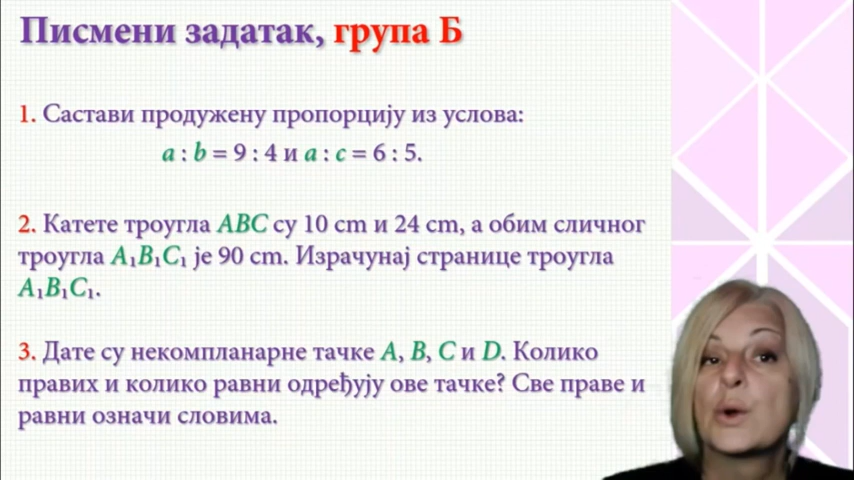 Писмени задатак, група Б
1. Састави продужену пропорцију из услова:
a : b = 9 : 4 и a : c = 6 : 5.
2. Катете троугла ABC су 10 cm и 24 cm, а обим сличног
троугла A₁B₁C₁ је 90 cm. Израчунај странице троугла
A₁B₁C₁.
3. Дате су некомпланарне тачке A, B, C и D. Колико
правих и колико равни одређују ове тачке? Све праве и
равни означи словима.